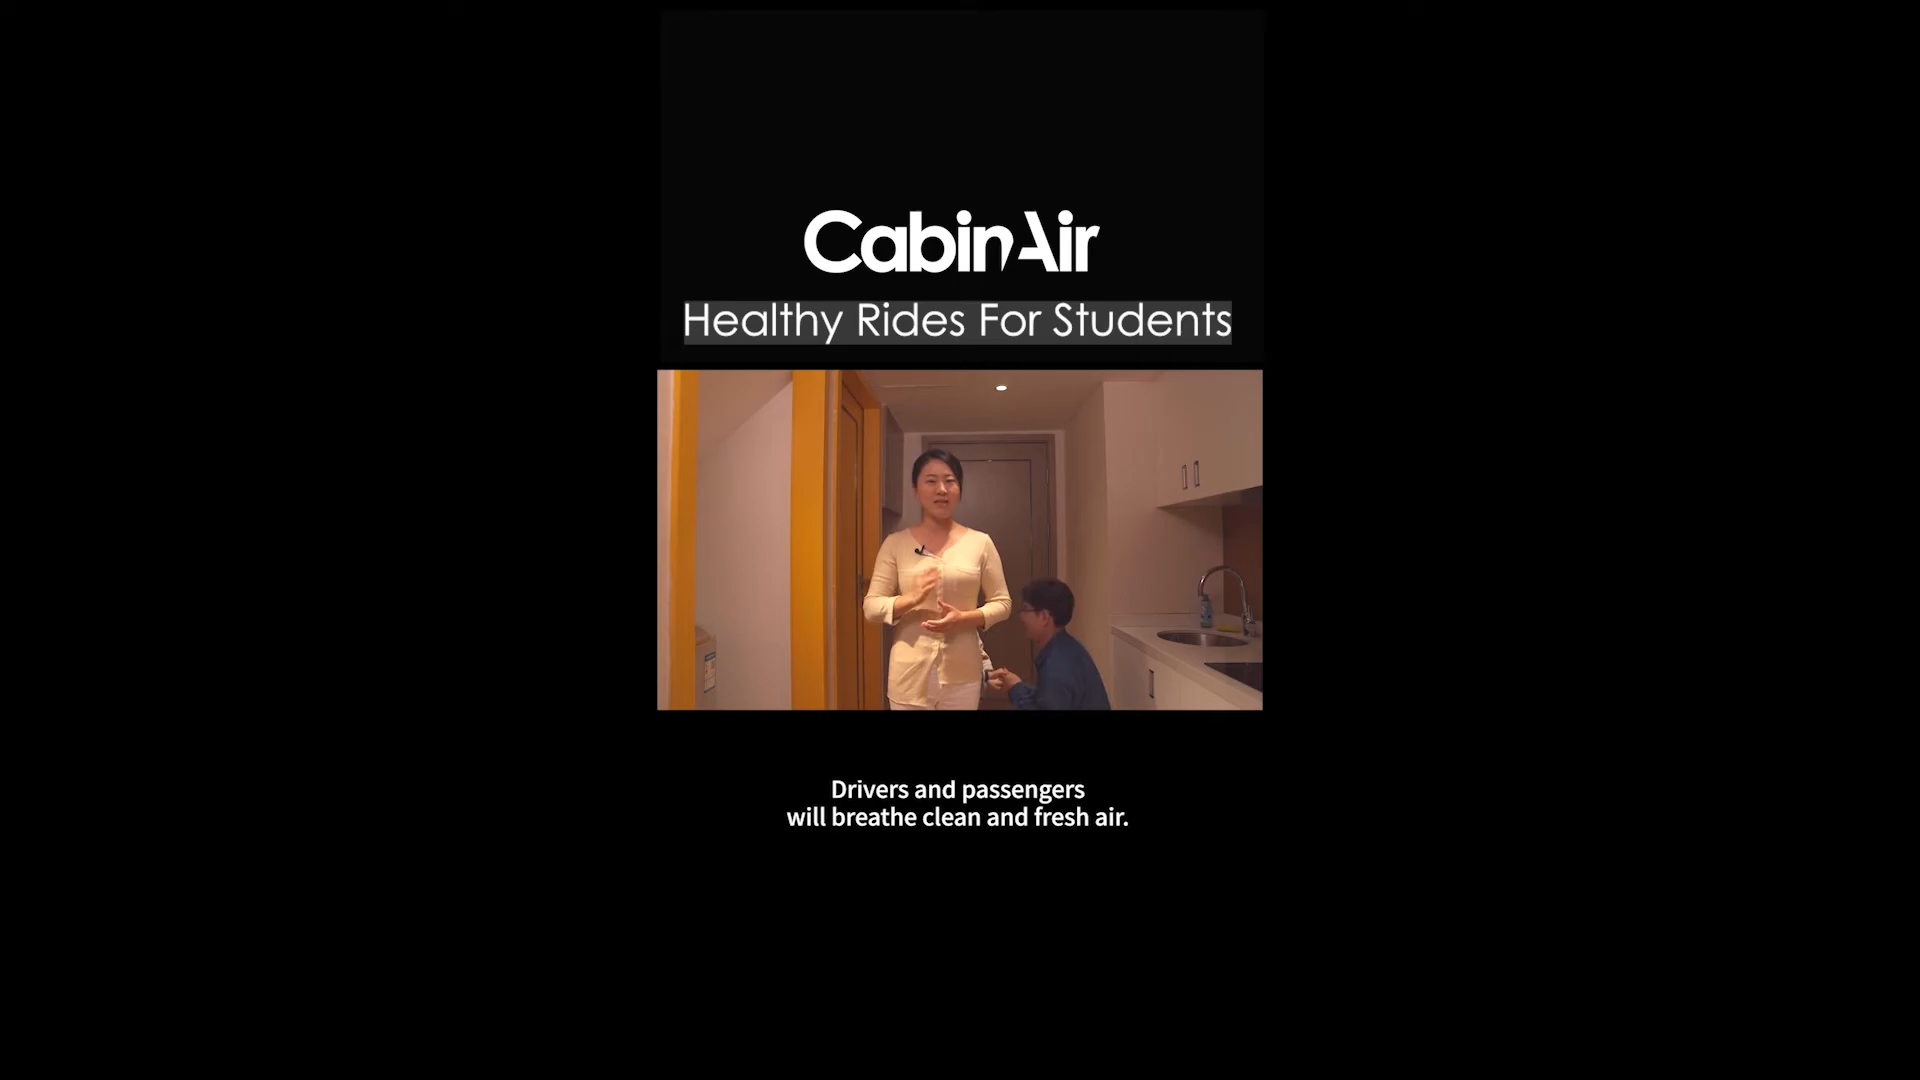 CabinAir
Healthy Rides For Students
Drivers and passengers
will breathe clean and fresh air.